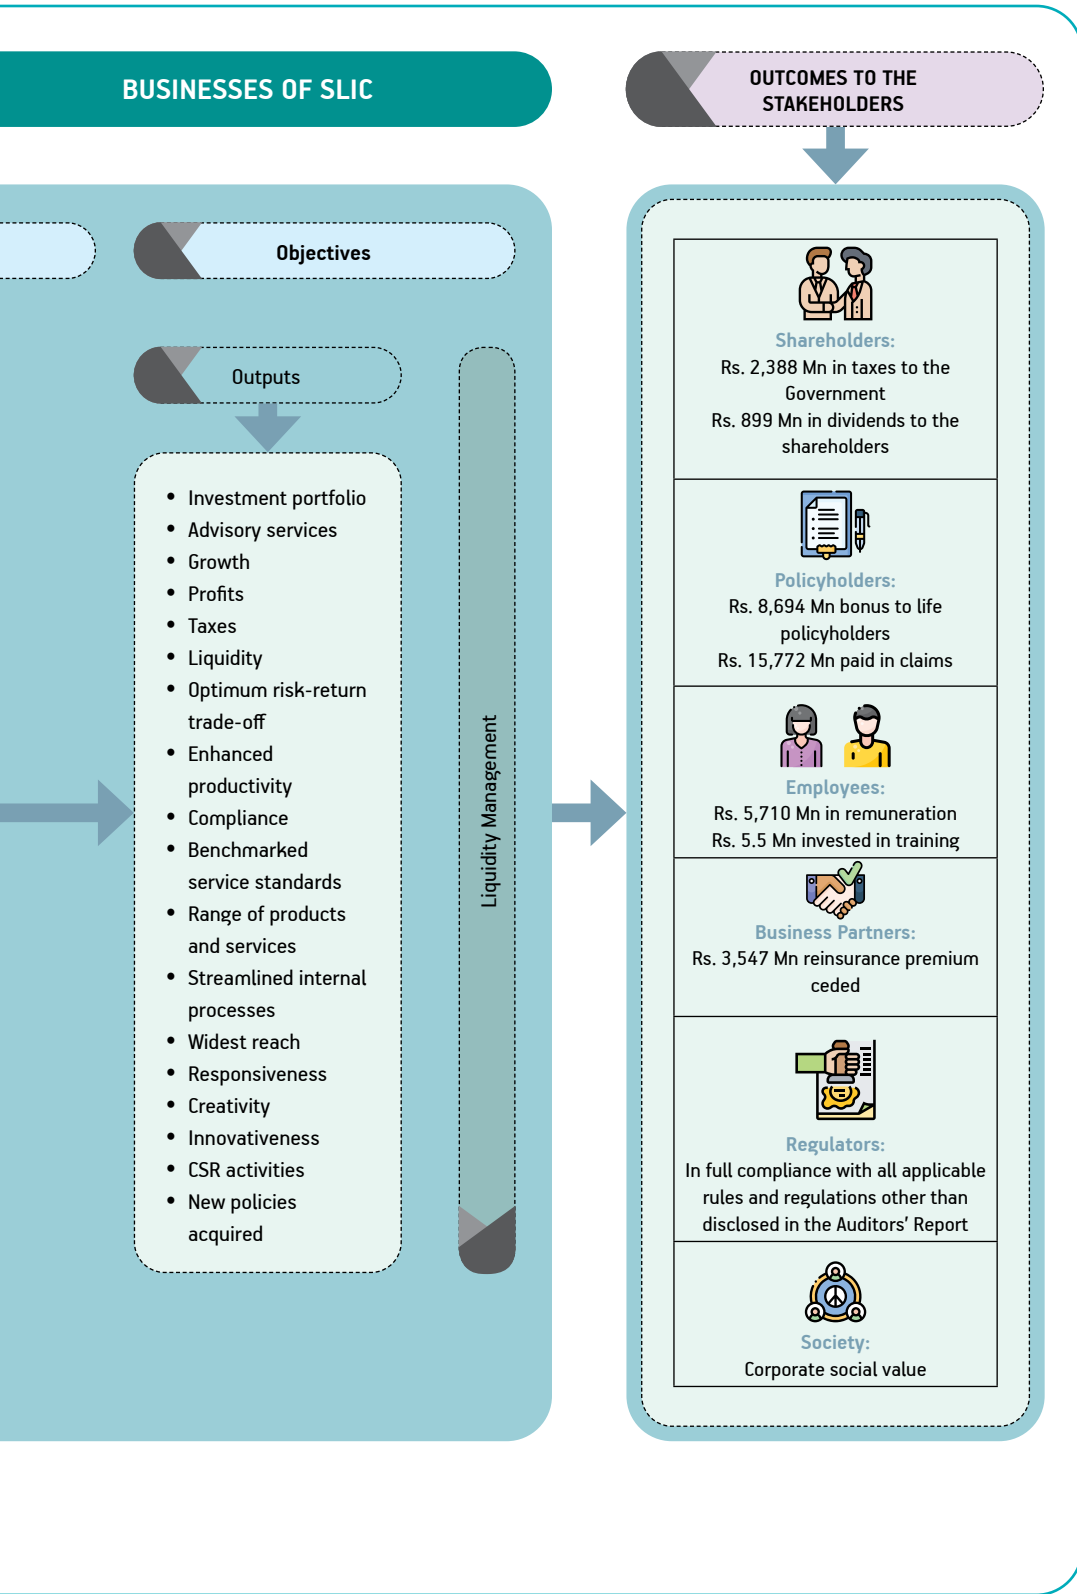 BUSINESSES OF SLIC
OUTCOMES TO THE
STAKEHOLDERS
Objectives
Outputs
• Investment portfolio
• Advisory services
• Growth
• Profits
• Taxes
• Liquidity
• Optimum risk-return
trade-off
• Enhanced
productivity
• Compliance
• Benchmarked
service standards
• Range of products
and services
• Streamlined internal
processes
• Widest reach
• Responsiveness
• Creativity
• Innovativeness
• CSR activities
• New policies
acquired
Liquidity Management
Shareholders:
Rs. 2,388 Mn in taxes to the
Government
Rs. 899 Mn in dividends to the
shareholders
Policyholders:
Rs. 8,694 Mn bonus to life
policyholders
Rs. 15,772 Mn paid in claims
Employees:
Rs. 5,710 Mn in remuneration
Rs. 5.5 Mn invested in training
Business Partners:
Rs. 3,547 Mn reinsurance premium
ceded
Regulators:
In full compliance with all applicable
rules and regulations other than
disclosed in the Auditors’ Report
Society:
Corporate social value